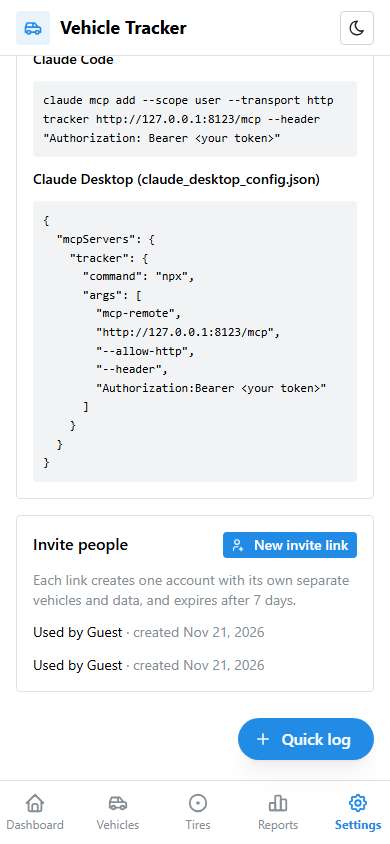 Vehicle Tracker
Claude Code
claude mcp add --scope user --transport http
tracker http://127.0.0.1:8123/mcp --header
"Authorization: Bearer <your token>"
Claude Desktop (claude_desktop_config.json)
{
  "mcpServers": {
    "tracker": {
      "command": "npx",
      "args": [
        "mcp-remote",
        "http://127.0.0.1:8123/mcp",
        "--allow-http",
        "--header",
        "Authorization:Bearer <your token>"
      ]
    }
  }
}
Invite people
New invite link
Each link creates one account with its own separate
vehicles and data, and expires after 7 days.
Used by Guest · created Nov 21, 2026
Used by Guest · created Nov 21, 2026
+ Quick log
Dashboard
Vehicles
Tires
Reports
Settings